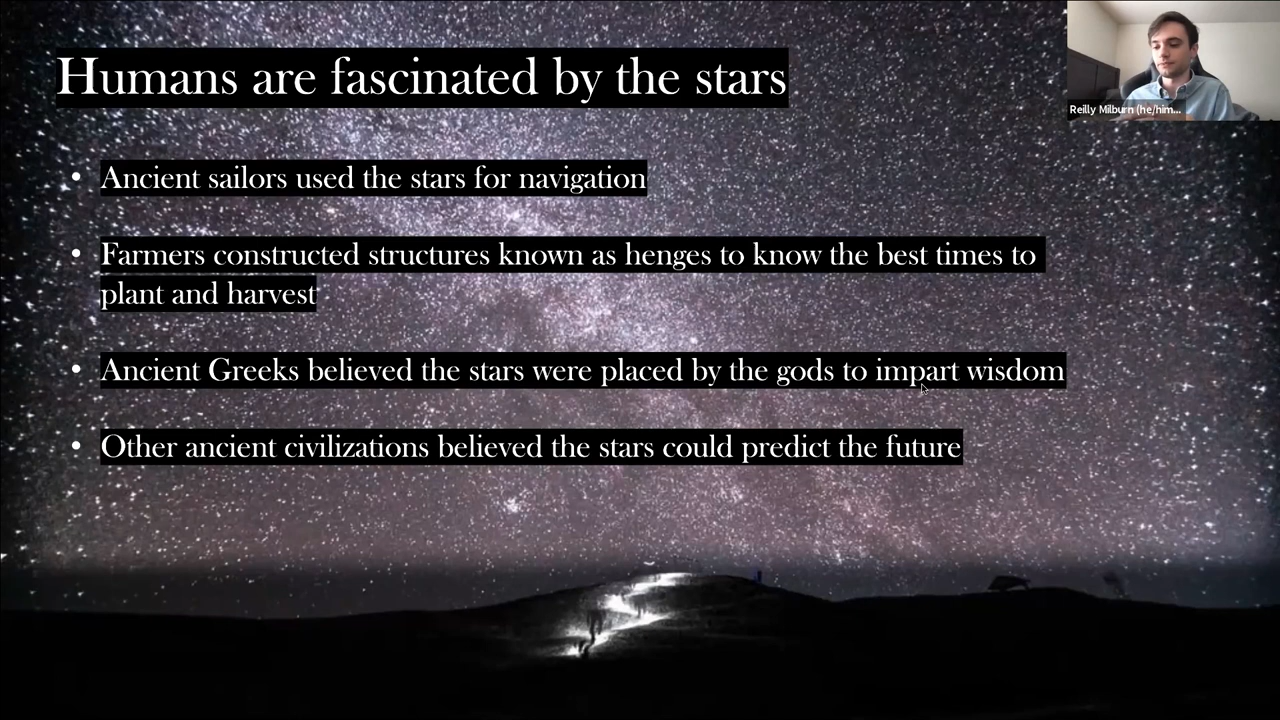 Humans are fascinated by the stars
Reilly Milburn (he/him...
• Ancient sailors used the stars for navigation
• Farmers constructed structures known as henges to know the best times to
plant and harvest
• Ancient Greeks believed the stars were placed by the gods to impart wisdom
• Other ancient civilizations believed the stars could predict the future